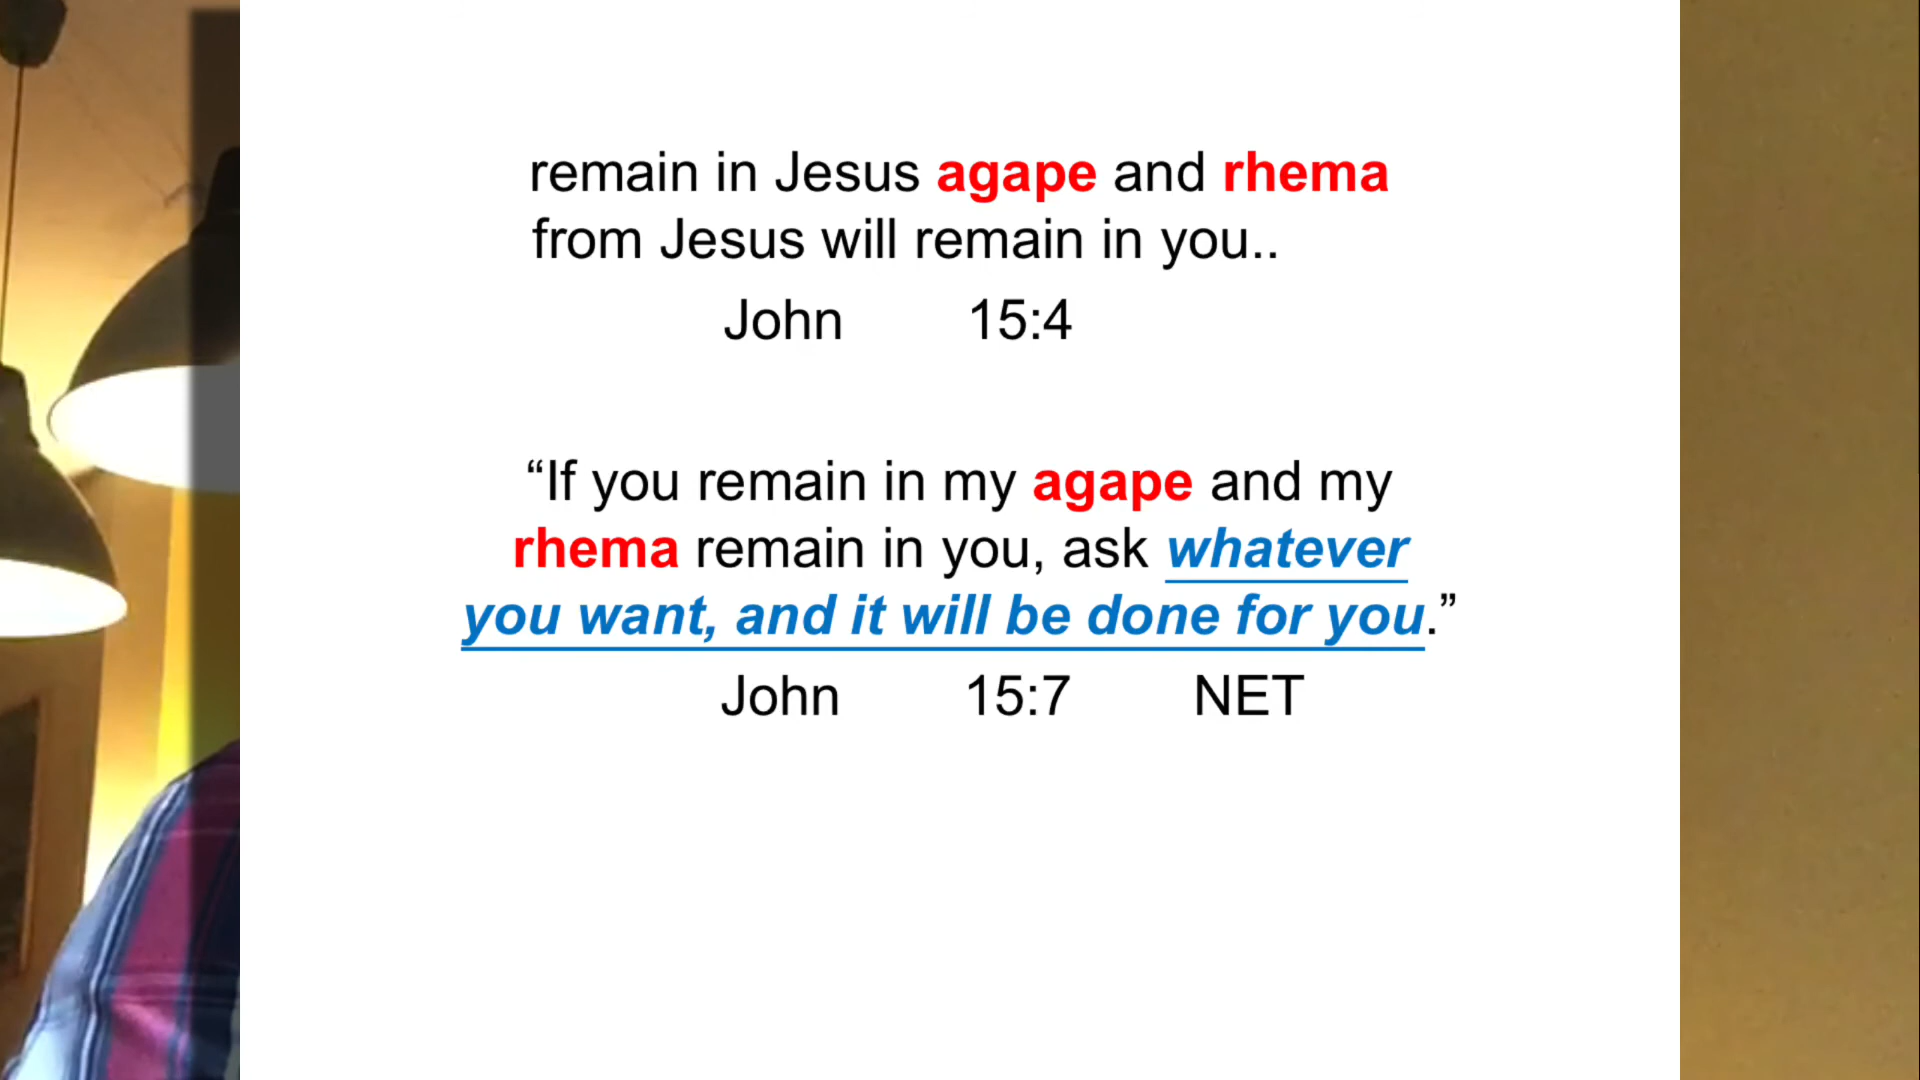 remain in Jesus agape and rhema
from Jesus will remain in you..
John 15:4
“If you remain in my agape and my
rhema remain in you, ask whatever
you want, and it will be done for you.”
John 15:7 NET